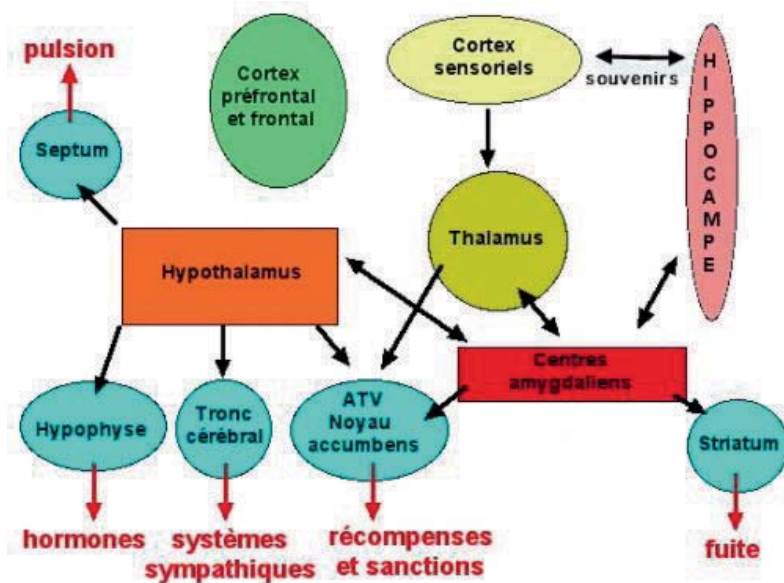 pulsion
Septum
Cortex
préfrontal
et frontal
Cortex
sensoriels
souvenirs
HIPPOCAMPE
Thalamus
Hypothalamus
Centres
amygdaliens
Hypophyse
Tronc
cérébral
ATV
Noyau
accumbens
Striatum
hormones
systèmes
sympathiques
récompenses
et sanctions
fuite